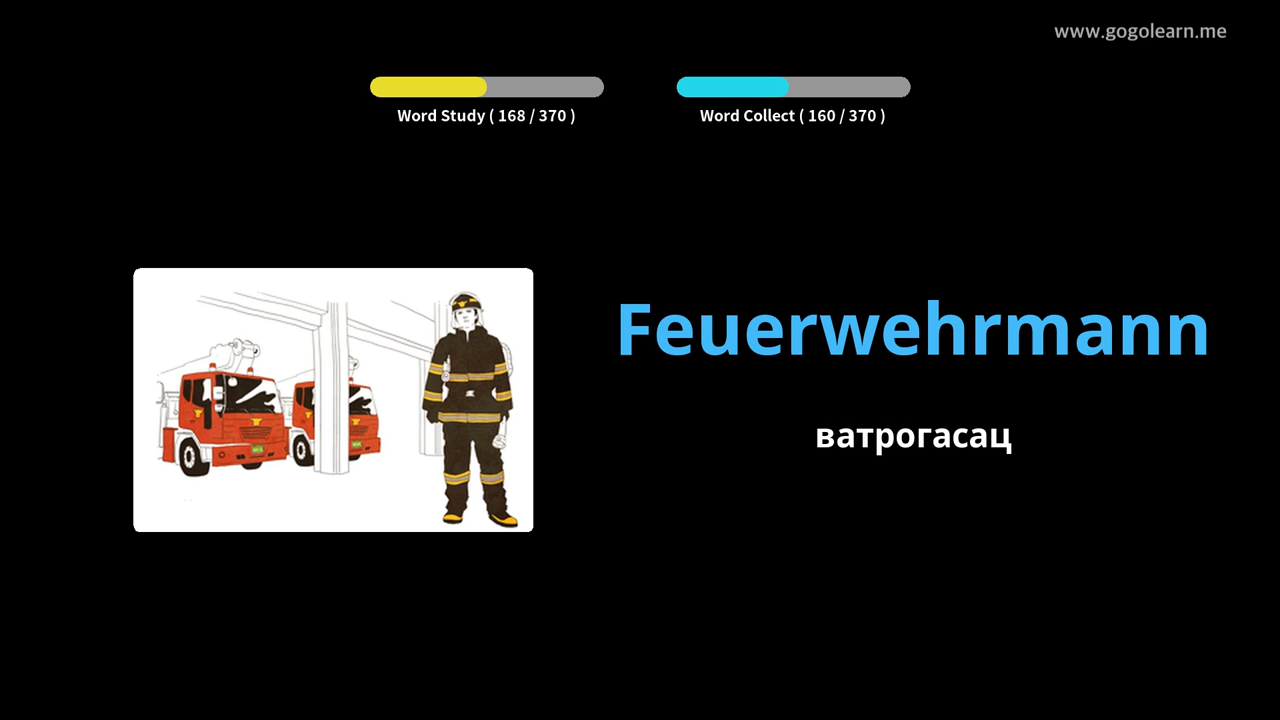 www.gogolearn.me
Word Study ( 168 / 370 )
Word Collect ( 160 / 370 )
Feuerwehrmann
ватрогасац